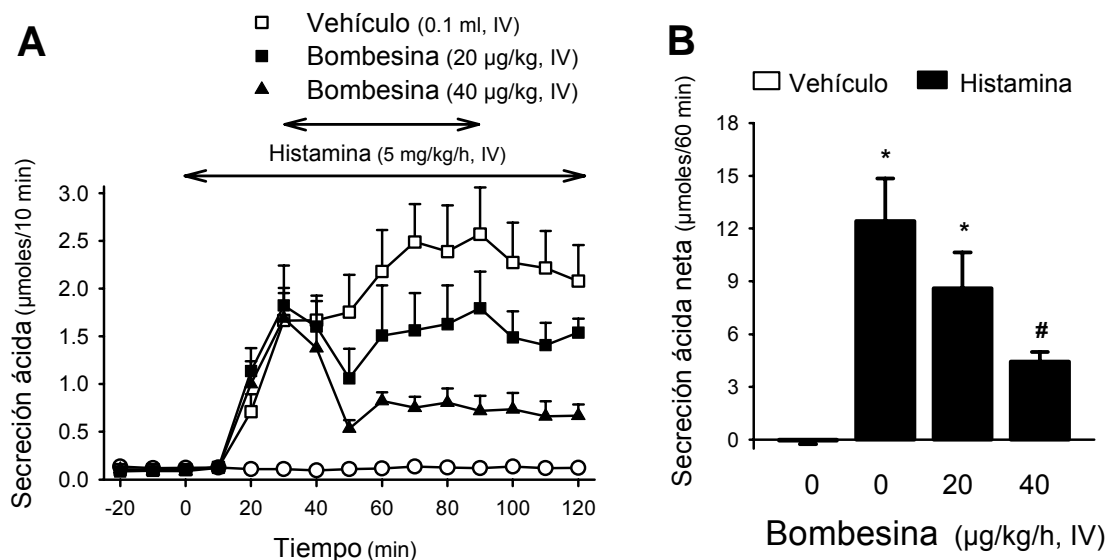 A
Vehículo (0.1 ml, IV)
Bombesina (20 µg/kg, IV)
Bombesina (40 µg/kg, IV)
Histamina (5 mg/kg/h, IV)
Secreción ácida (µmoles/10 min)
3.0
2.5
2.0
1.5
1.0
0.5
0.0
-20 0 20 40 60 80 100 120
Tiempo (min)
B
Vehículo Histamina
Secreción ácida neta (µmoles/60 min)
18
15
12
9
6
3
0
*
*
#
0 0 20 40
Bombesina (µg/kg/h, IV)